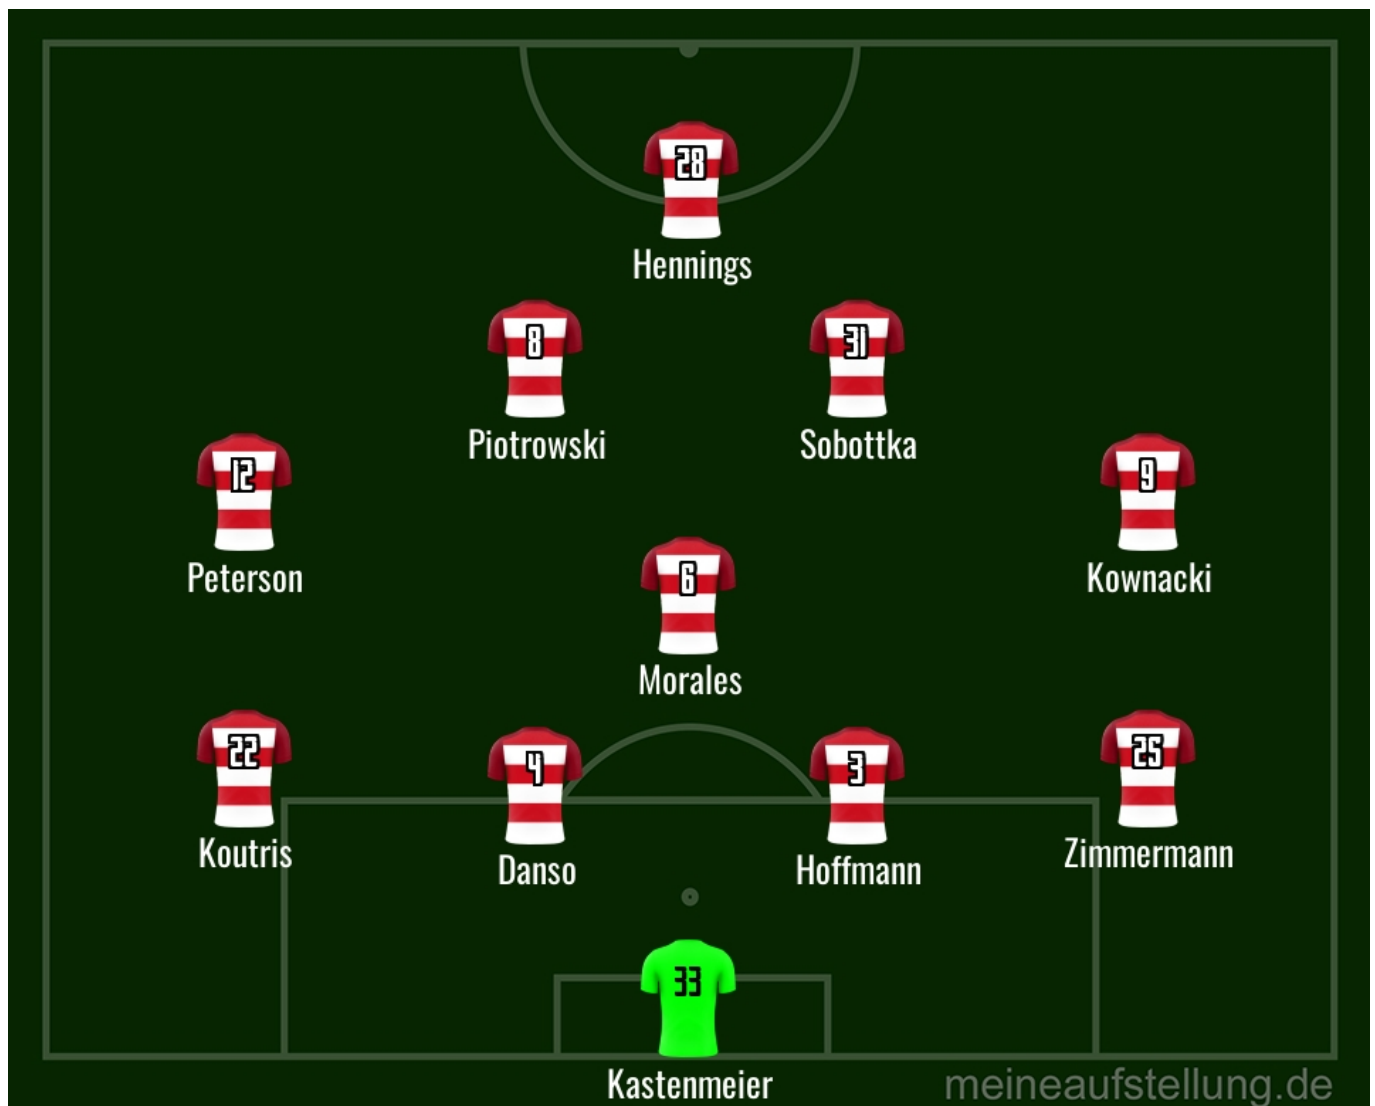 28
Hennings
8
31
Piotrowski
Sobottka
12
9
Peterson
Kownacki
6
Morales
22
4
3
25
Koutris
Danso
Hoffmann
Zimmermann
33
Kastenmeier
meineaufstellung.de